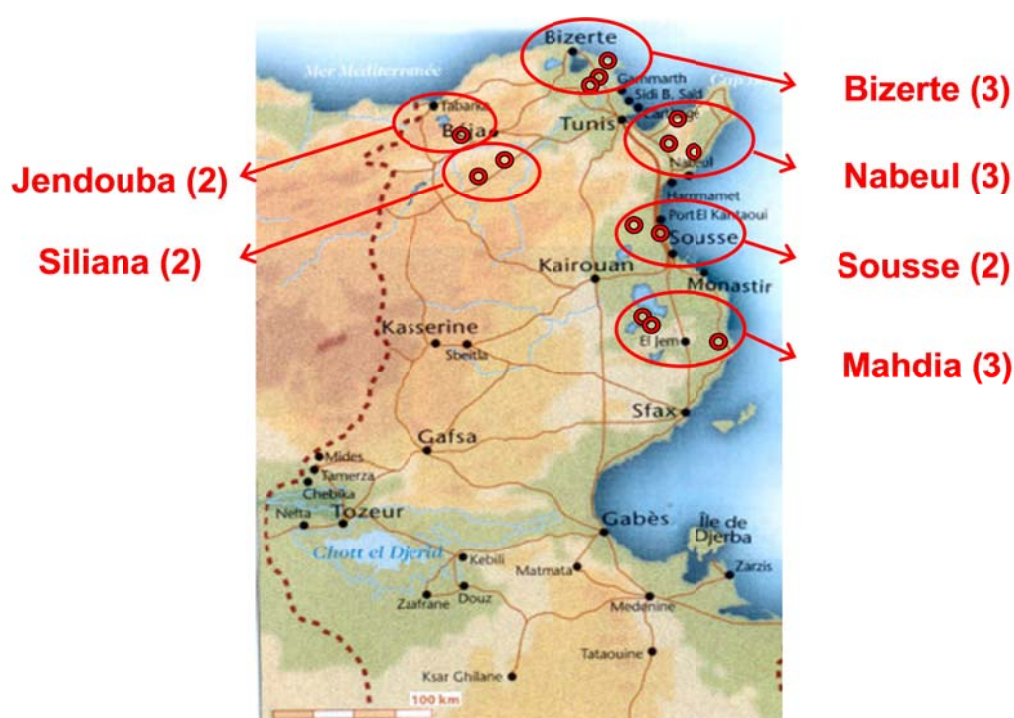 Bizerte
Mer Mediterranée
Gammarth
Sidi B. Said
Carthage
Tabarka
Béja
Tunis
Nabeul
Hammamet
Port El Kantaoui
Sousse
Kairouan
Monastir
Kasserine
Sbeitla
El Jem
Sfax
Gafsa
Mides
Tamerza
Chebika
Nefta
Tozeur
Gabès
Île de
Djerba
Chott el Djerid
Kebili
Matmata
Zarzis
Zaafrane
Douz
Medenine
Tataouine
Ksar Ghilane
100 km
Jendouba (2)
Siliana (2)
Bizerte (3)
Nabeul (3)
Sousse (2)
Mahdia (3)